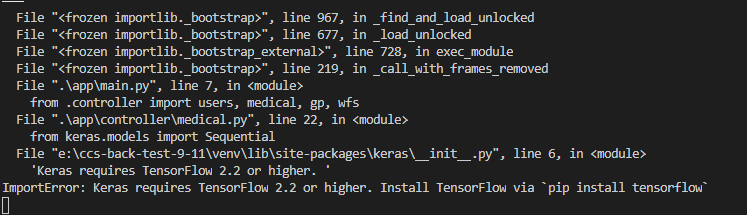 File "<frozen importlib._bootstrap>", line 967, in _find_and_load_unlocked
File "<frozen importlib._bootstrap>", line 677, in _load_unlocked
File "<frozen importlib._bootstrap_external>", line 728, in exec_module
File "<frozen importlib._bootstrap>", line 219, in _call_with_frames_removed
File ".\app\main.py", line 7, in <module>
from .controller import users, medical, gp, wfs
File ".\app\controller\medical.py", line 22, in <module>
from keras.models import Sequential
File "e:\ccs-back-test-9-11\venv\lib\site-packages\keras\__init__.py", line 6, in <module>
'Keras requires TensorFlow 2.2 or higher. '
ImportError: Keras requires TensorFlow 2.2 or higher. Install TensorFlow via `pip install tensorflow`